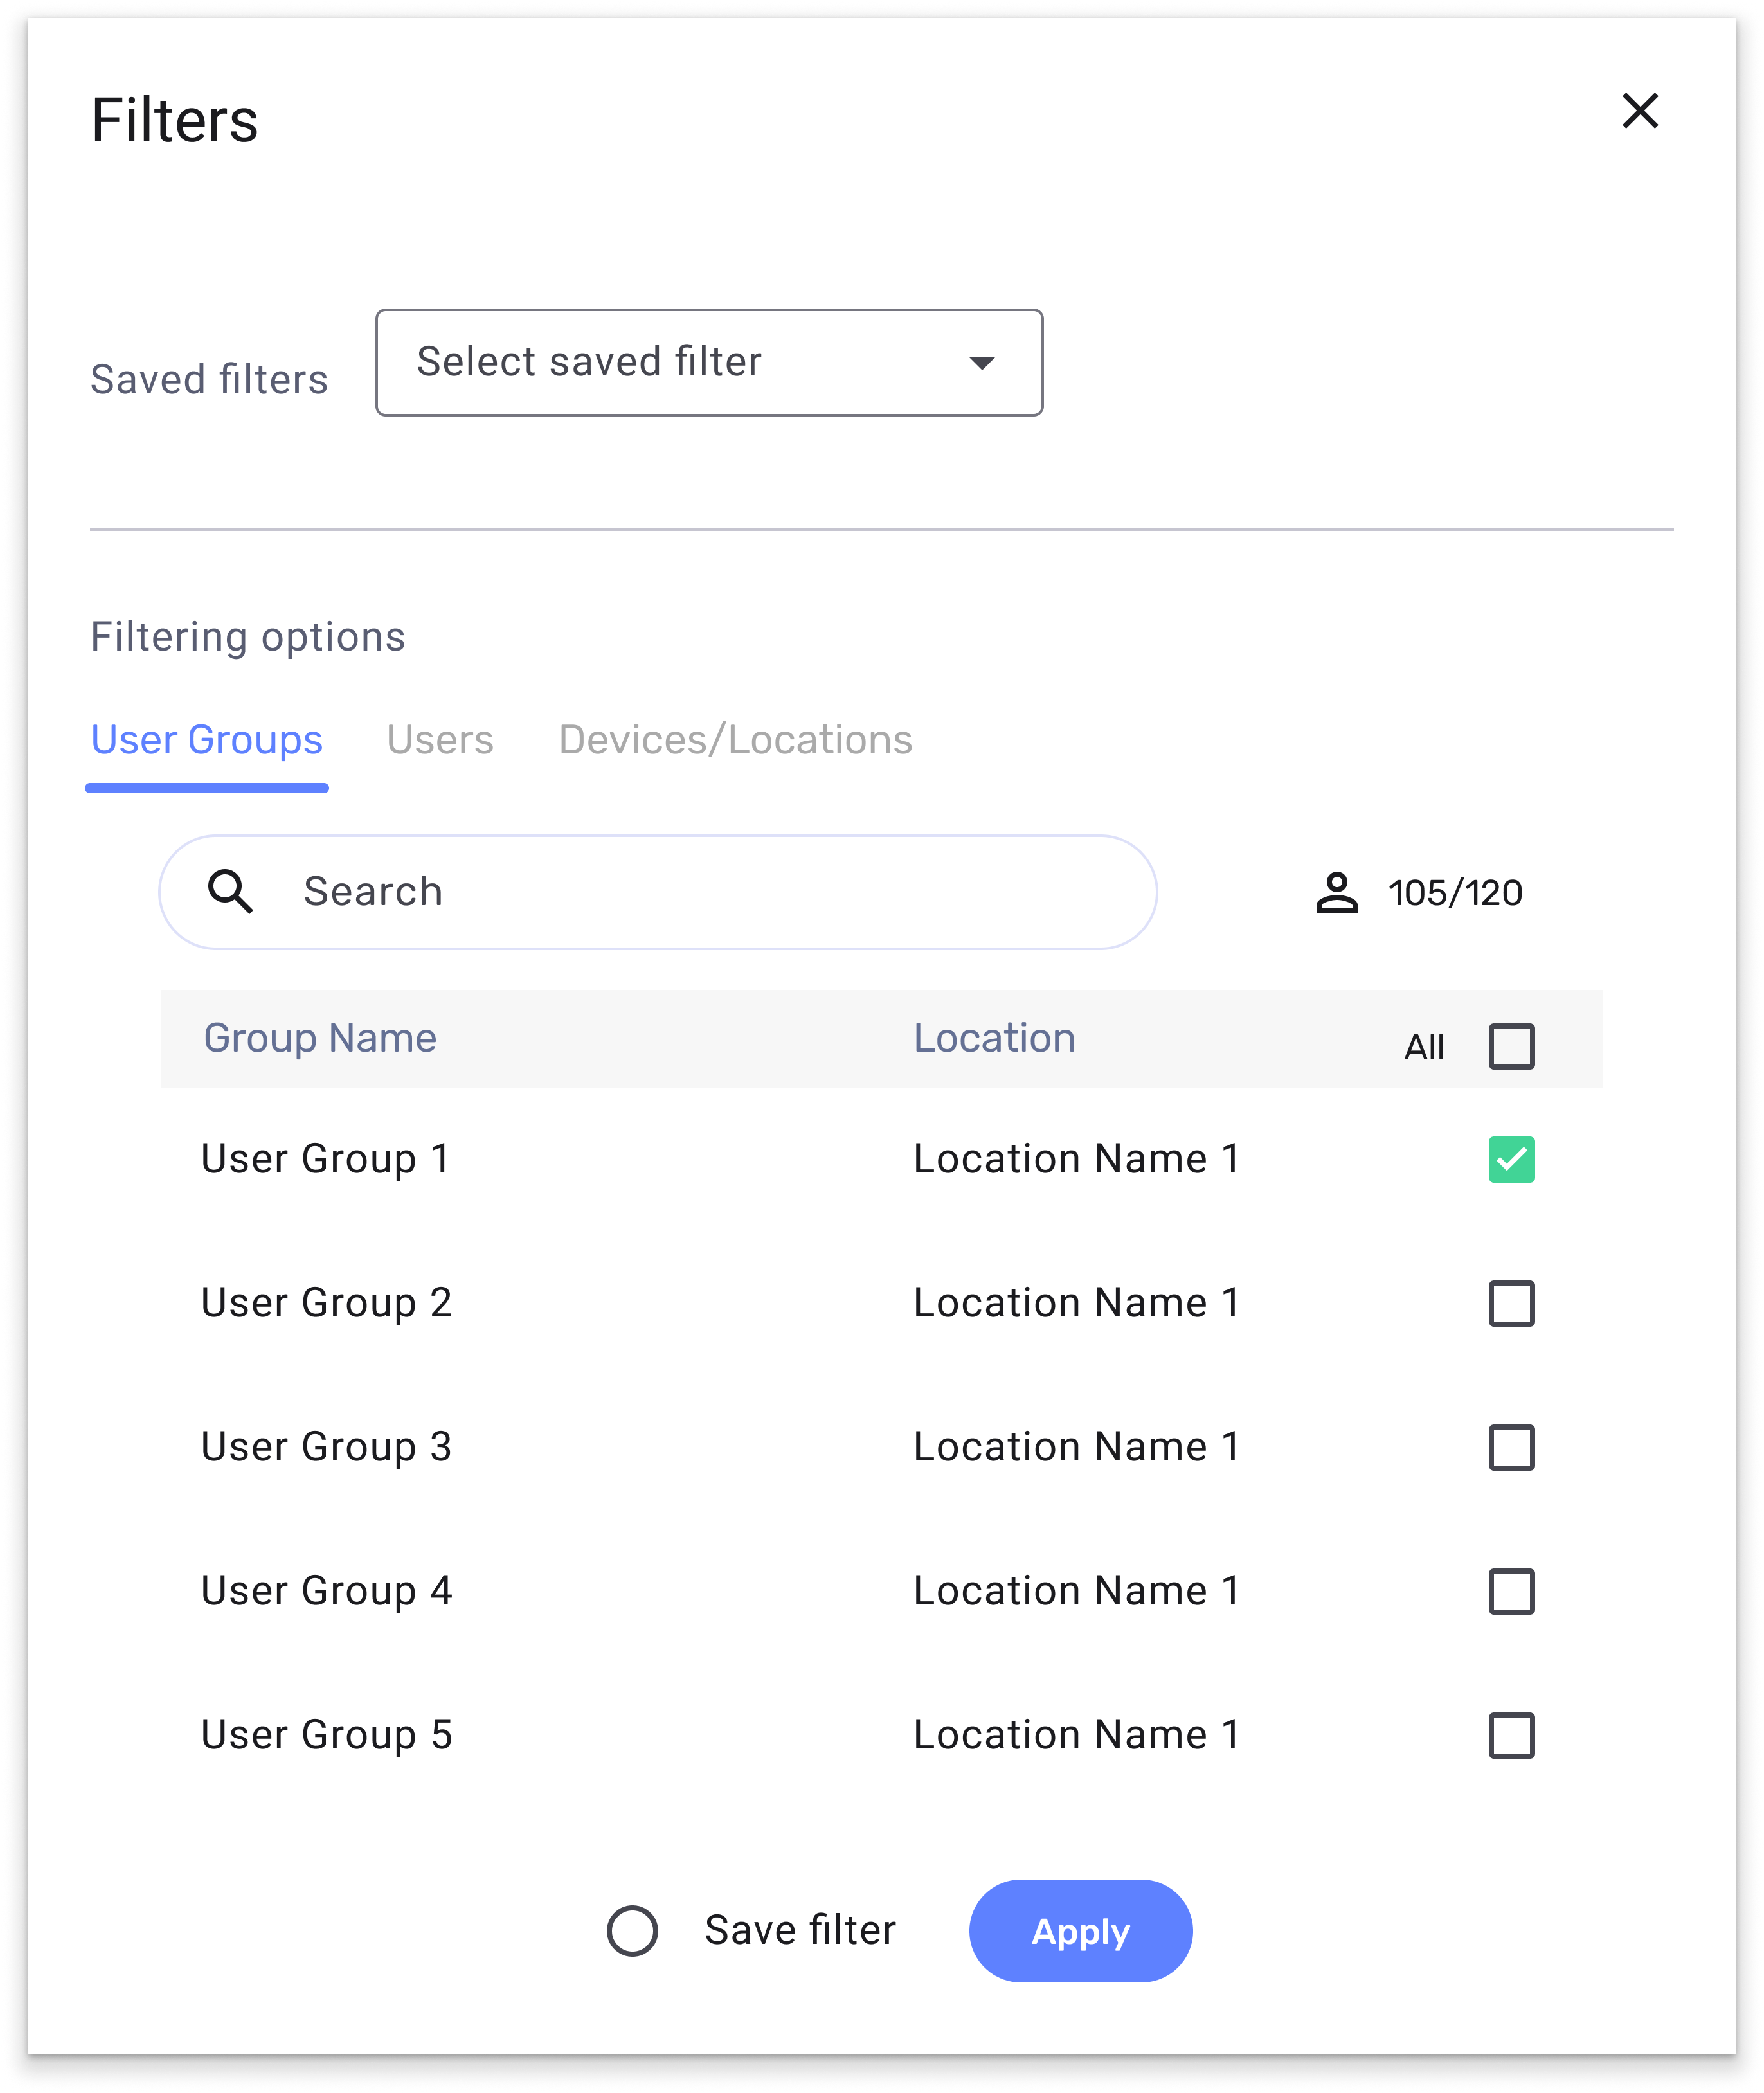 Filters
Saved filters
Select saved filter
Filtering options
User Groups Users Devices/Locations
Search
105/120
Group Name Location All
User Group 1 Location Name 1
User Group 2 Location Name 1
User Group 3 Location Name 1
User Group 4 Location Name 1
User Group 5 Location Name 1
Save filter Apply